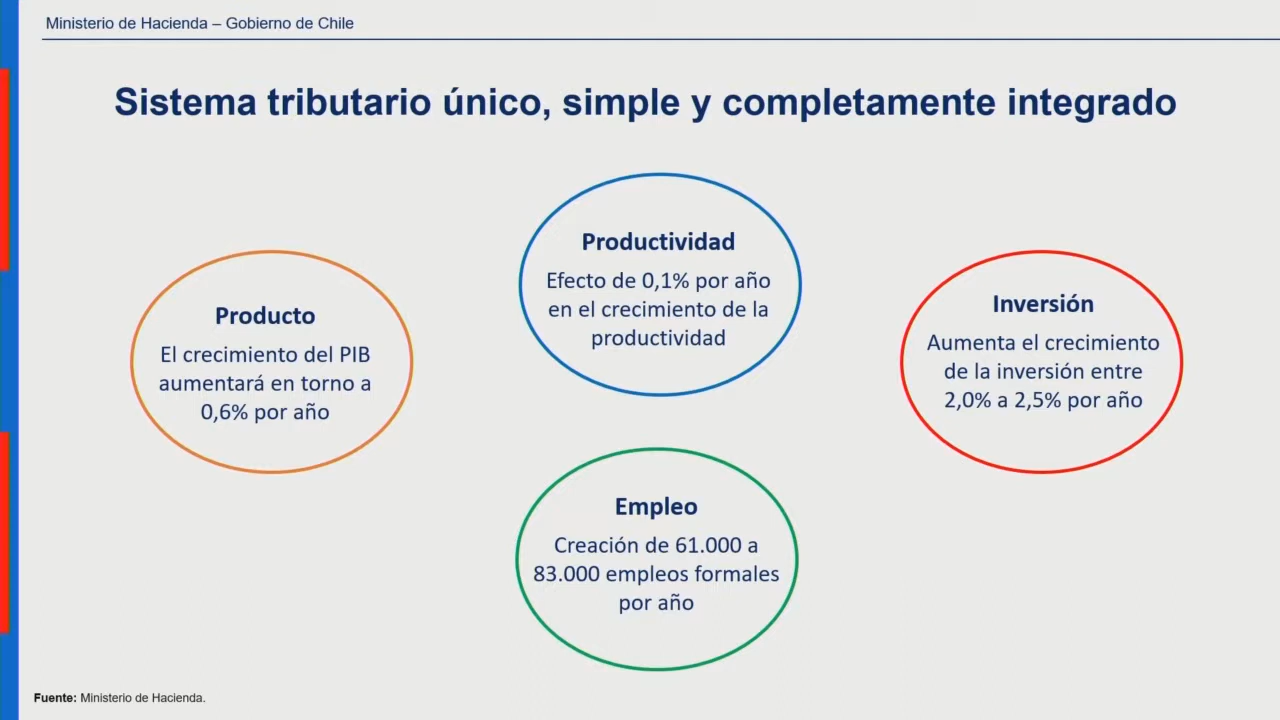 Ministerio de Hacienda – Gobierno de Chile
Sistema tributario único, simple y completamente integrado
Productividad
Efecto de 0,1% por año
en el crecimiento de la
productividad
Producto
El crecimiento del PIB
aumentará en torno a
0,6% por año
Inversión
Aumenta el crecimiento
de la inversión entre
2,0% a 2,5% por año
Empleo
Creación de 61.000 a
83.000 empleos formales
por año
Fuente: Ministerio de Hacienda.